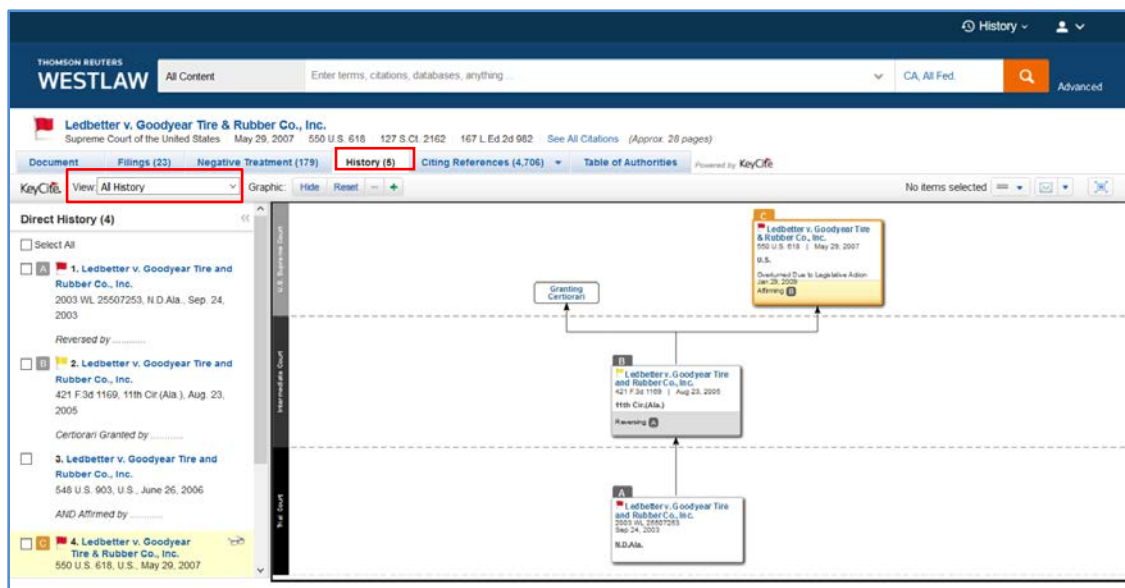 History
THOMSON REUTERS
WESTLAW
All Content
Enter terms, citations, databases, anything ...
CA, All Fed.
Advanced
Ledbetter v. Goodyear Tire & Rubber Co., Inc.
Supreme Court of the United States May 29, 2007 550 U.S. 618 127 S.Ct. 2162 167 L.Ed.2d 982 See All Citations (Approx. 28 pages)
Document Filings (23) Negative Treatment (179) History (5) Citing References (4,706) Table of Authorities Powered by KeyCite
KeyCite. View: All History Graphic: Hide Reset − + No items selected
Direct History (4)
Select All
A 1. Ledbetter v. Goodyear Tire and
Rubber Co., Inc.
2003 WL 25507253, N.D.Ala., Sep. 24,
2003
Reversed by ............
B 2. Ledbetter v. Goodyear Tire and
Rubber Co., Inc.
421 F.3d 1169, 11th Cir.(Ala.), Aug. 23,
2005
Certiorari Granted by ............
3. Ledbetter v. Goodyear Tire and
Rubber Co., Inc.
548 U.S. 903, U.S., June 26, 2006
AND Affirmed by ............
C 4. Ledbetter v. Goodyear
Tire & Rubber Co., Inc.
550 U.S. 618, U.S., May 29, 2007
U.S. Supreme Court
C
Ledbetter v. Goodyear Tire
& Rubber Co., Inc.
550 U.S. 618 | May 29, 2007
U.S.
Overturned Due to Legislative Action
Jan 29, 2009
Affirming B
Granting
Certiorari
Intermediate Court
B
Ledbetter v. Goodyear Tire
and Rubber Co., Inc.
421 F.3d 1169 | Aug 23, 2005
11th Cir.(Ala.)
Reversing A
Trial Court
A
Ledbetter v. Goodyear Tire
and Rubber Co., Inc.
2003 WL 25507253
Sep 24, 2003
N.D.Ala.